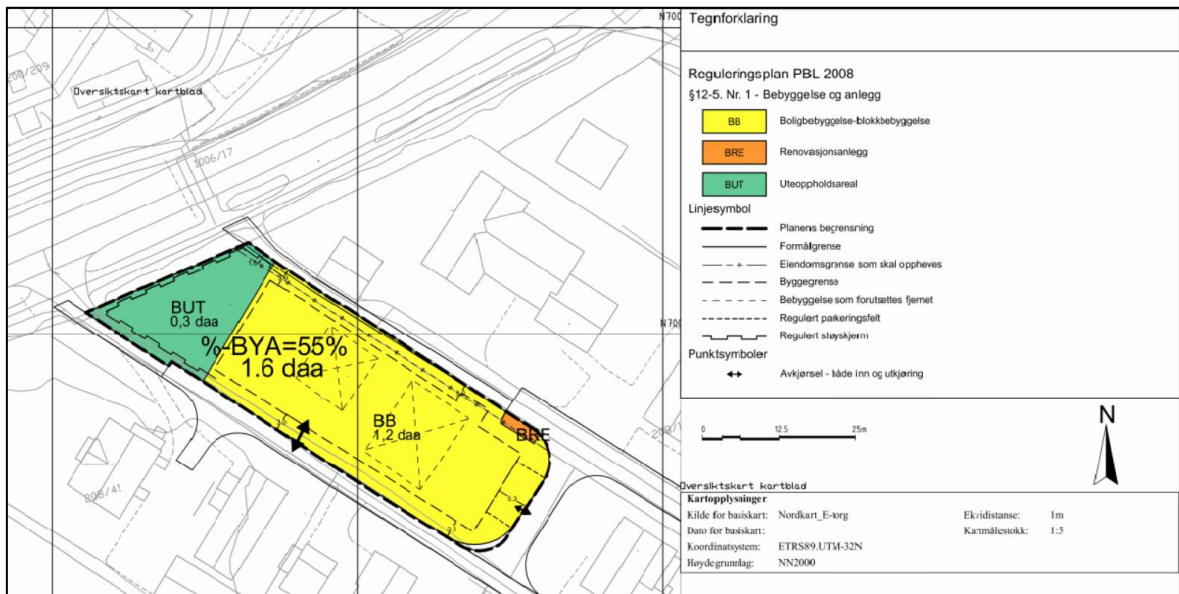 N 700
208/209
Oversiktskart kartblad
1006/17
BUT
0,3 daa
%-BYA=55%
1.6 daa
BB
1,2 daa
BRE
N 700
208/41
Tegnforklaring
Reguleringsplan PBL 2008
§12-5. Nr. 1 - Bebyggelse og anlegg
BB Boligbebyggelse-blokkbebyggelse
BRE Renovasjonsanlegg
BUT Uteoppholdsareal
Linjesymbol
Planens begrensning
Formålgrense
Eiendomsgrense som skal oppheves
Byggegrense
Bebyggelse som forutsettes fjernet
Regulert parkeringsfelt
Regulert støyskjerm
Punktsymboler
Avkjørsel - både inn og utkjøring
0 12.5 25m
N
Oversiktskart kartblad
Kartopplysninger
Kilde for basiskart: Nordkart_E-torg Ekvidistanse: 1m
Dato for basiskart: Kartmålestokk: 1:5
Koordinatsystem: ETRS89.UTM-32N
Høydegrunnlag: NN2000